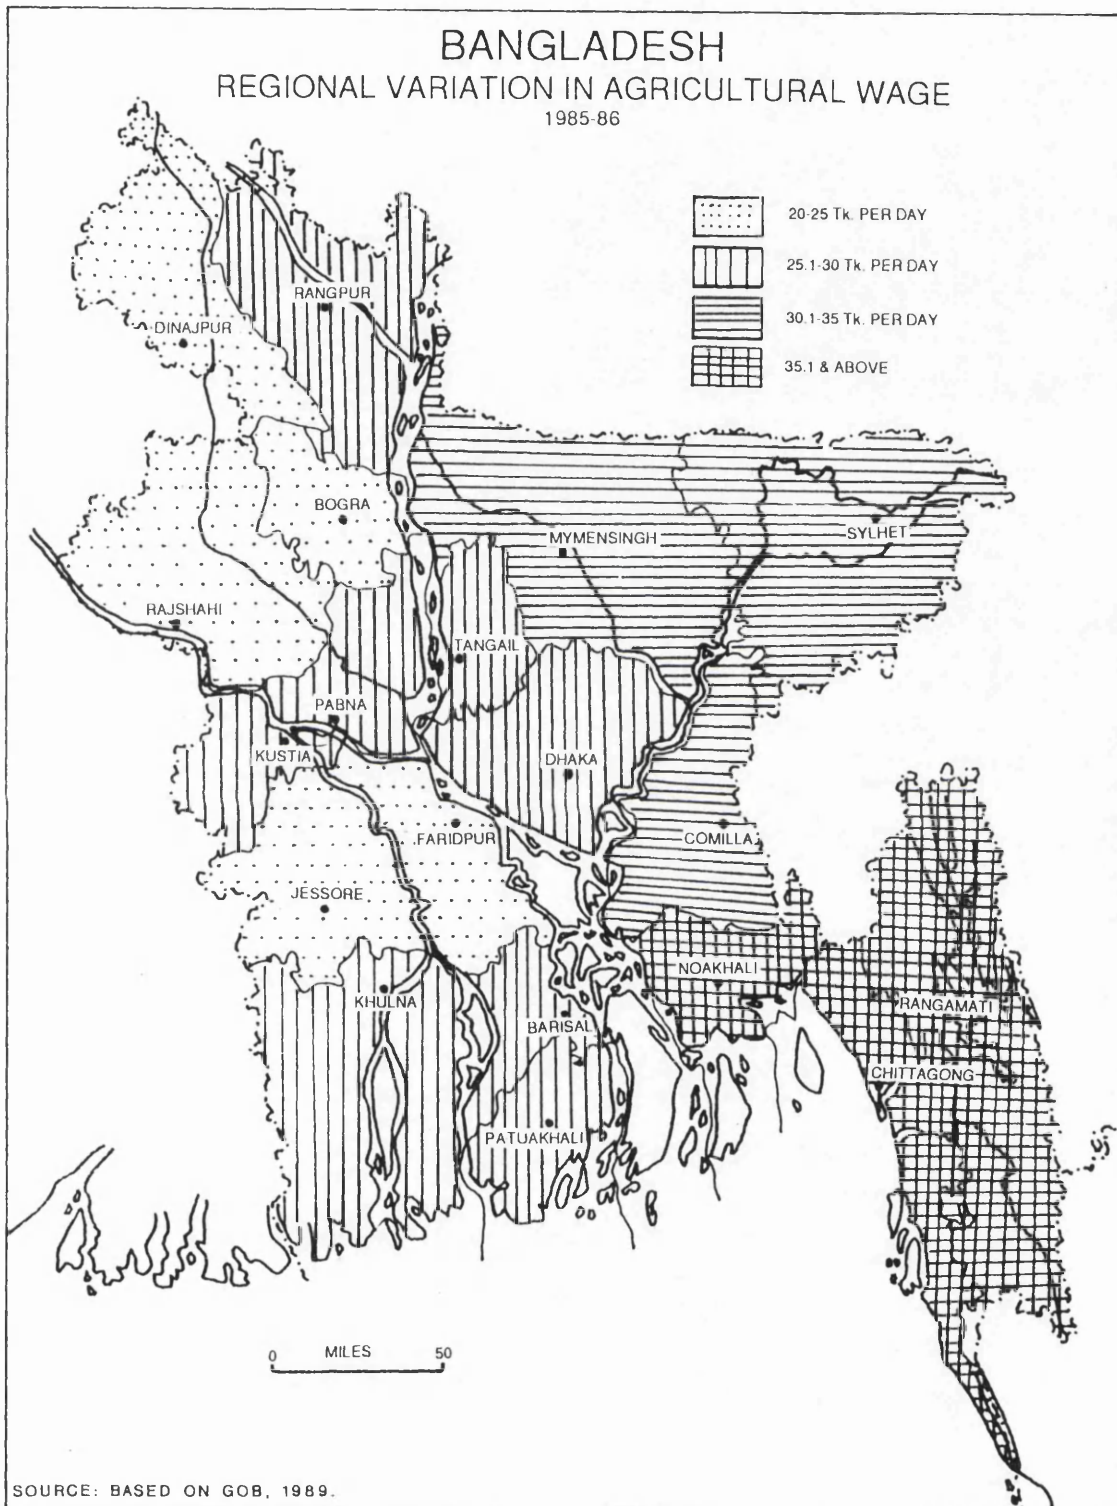 BANGLADESH
REGIONAL VARIATION IN AGRICULTURAL WAGE
1985-86
20-25 Tk. PER DAY
25.1-30 Tk. PER DAY
30.1-35 Tk. PER DAY
35.1 & ABOVE
RANGPUR
DINAJPUR
BOGRA
MYMENSINGH
SYLHET
RAJSHAHI
TANGAIL
PABNA
KUSTIA
DHAKA
FARIDPUR
COMILLA
JESSORE
NOAKHALI
KHULNA
RANGAMATI
BARISAL
CHITTAGONG
PATUAKHALI
0 MILES 50
SOURCE: BASED ON GOB, 1989.